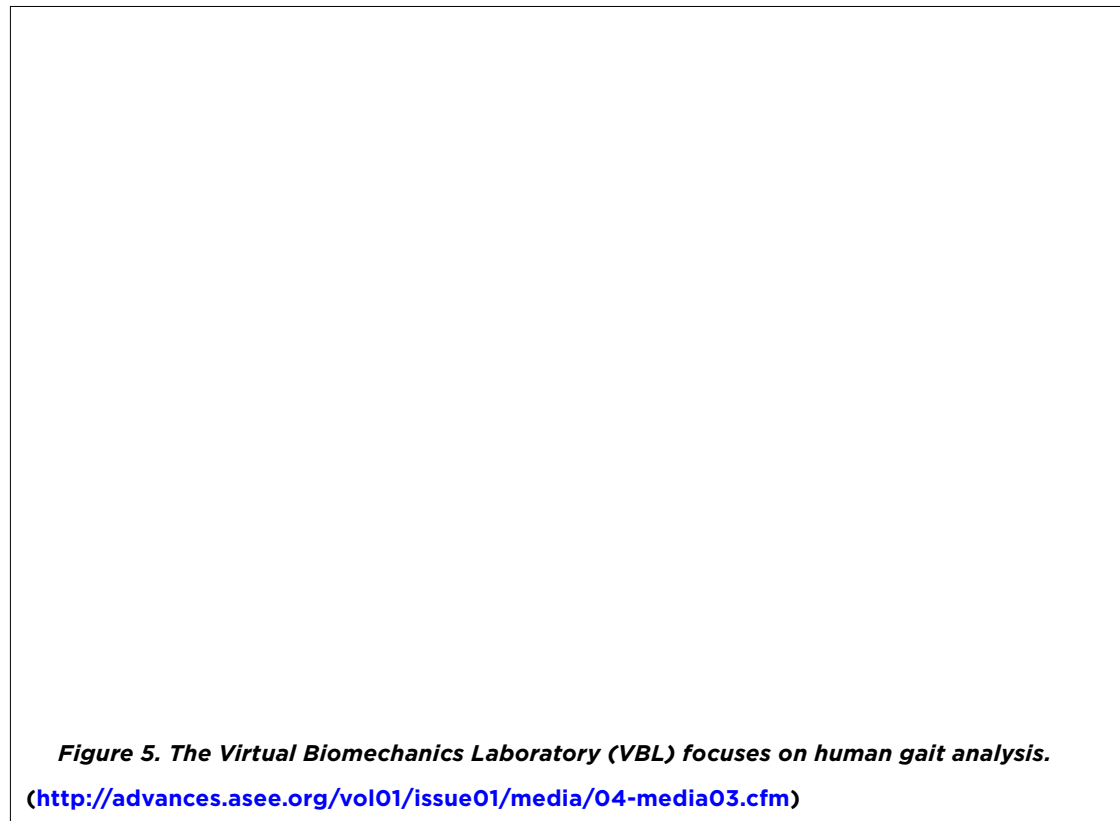 Figure 5. The Virtual Biomechanics Laboratory (VBL) focuses on human gait analysis.
(http://advances.asee.org/vol01/issue01/media/04-media03.cfm)